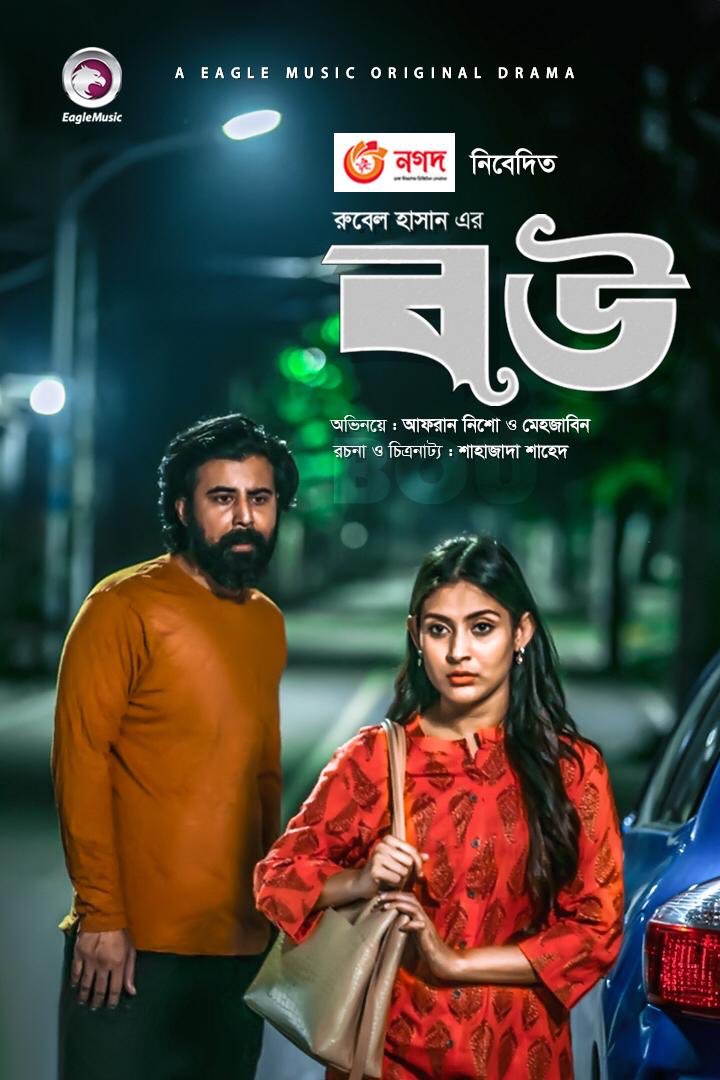 A EAGLE MUSIC ORIGINAL DRAMA
EagleMusic
নগদ নিবেদিত
রুবেল হাসান এর
বউ
অভিনয়ে : আফরান নিশো ও মেহজাবিন
রচনা ও চিত্রনাট্য : শাহাজাদা শাহেদ
BOU